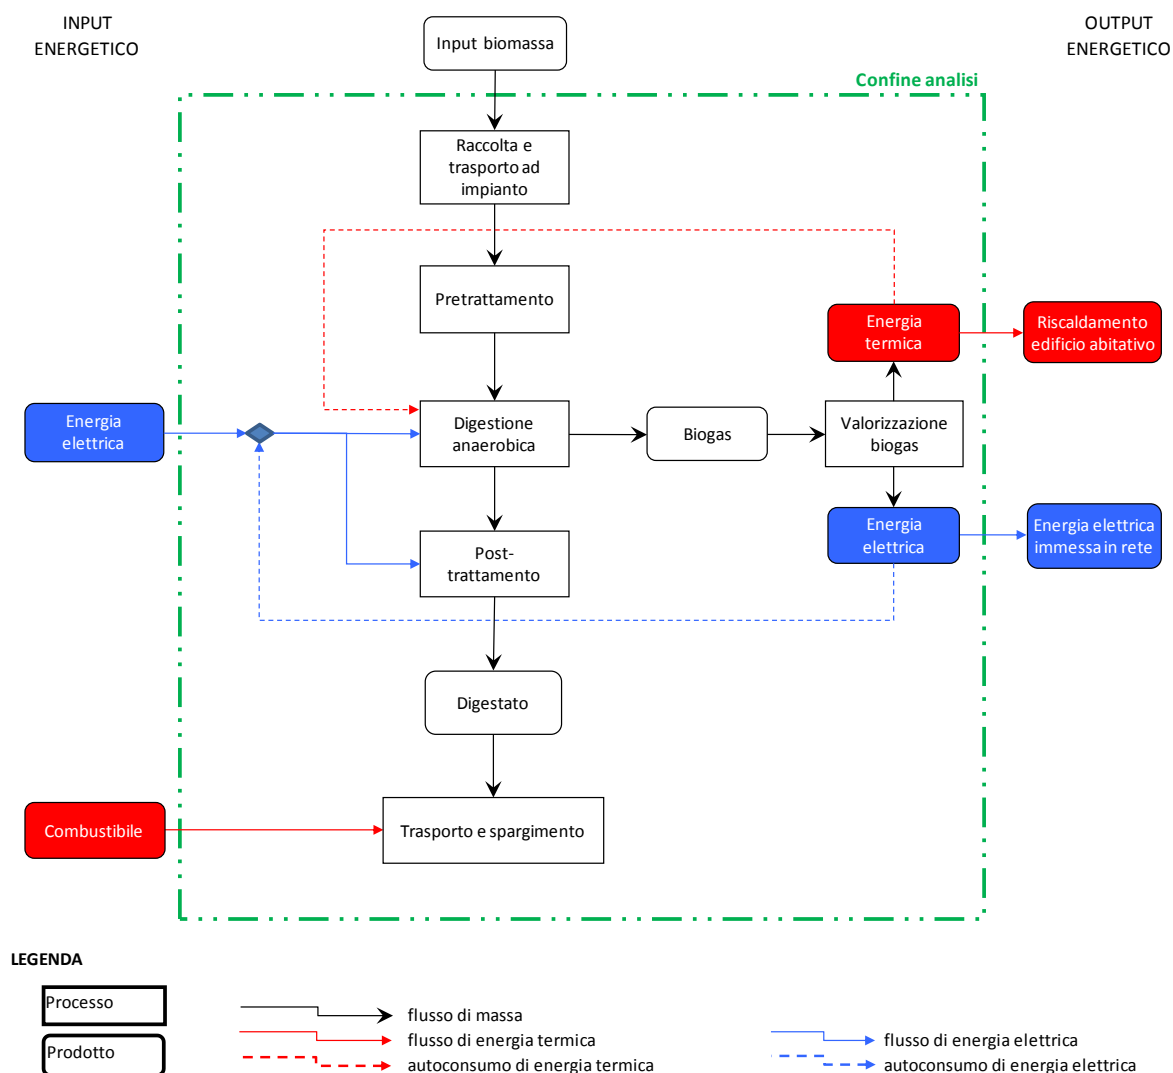 INPUT
ENERGETICO
OUTPUT
ENERGETICO
Input biomassa
Confine analisi
Raccolta e
trasporto ad
impianto
Pretrattamento
Energia
termica
Riscaldamento
edificio abitativo
Energia
elettrica
Digestione
anaerobica
Biogas
Valorizzazione
biogas
Post-
trattamento
Energia
elettrica
Energia elettrica
immessa in rete
Digestato
Combustibile
Trasporto e spargimento
LEGENDA
Processo
Prodotto
flusso di massa
flusso di energia termica
autoconsumo di energia termica
flusso di energia elettrica
autoconsumo di energia elettrica